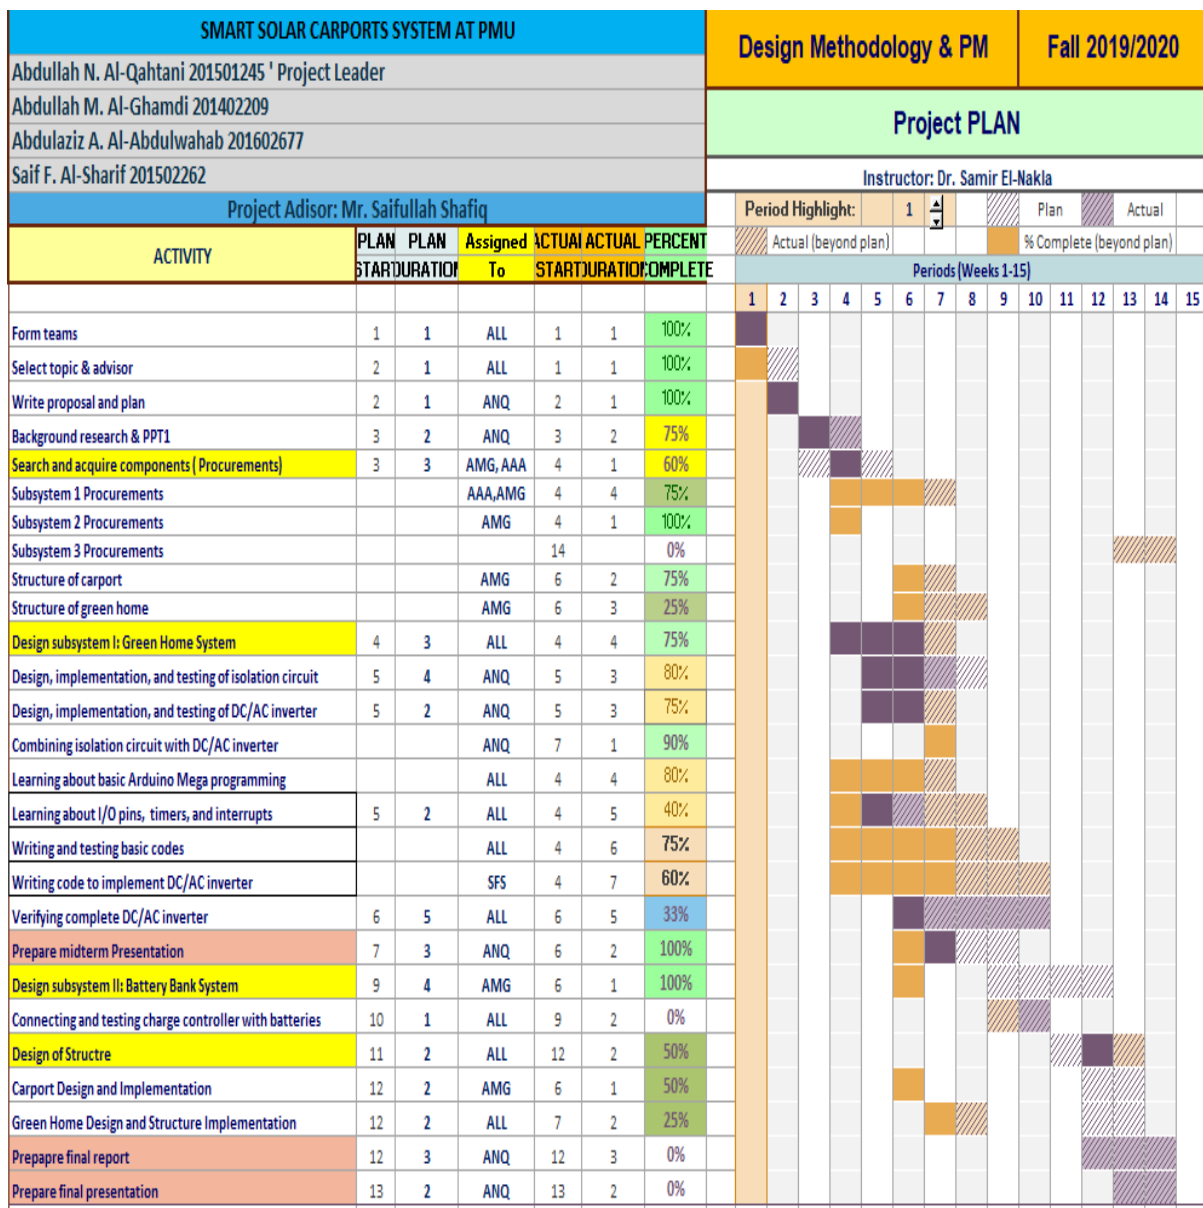 SMART SOLAR CARPORTS SYSTEM AT PMU
Abdullah N. Al-Qahtani 201501245 ' Project Leader
Abdullah M. Al-Ghamdi 201402209
Abdulaziz A. Al-Abdulwahab 201602677
Saif F. Al-Sharif 201502262
Project Adisor: Mr. Saifullah Shafiq
Design Methodology & PM Fall 2019/2020
Project PLAN
Instructor: Dr. Samir El-Nakla
Period Highlight: 1 Plan Actual
Actual (beyond plan) % Complete (beyond plan)
Periods (Weeks 1-15)
ACTIVITY PLAN PLAN Assigned ACTUAL ACTUAL PERCENT
START DURATION To START DURATION COMPLETE
1 2 3 4 5 6 7 8 9 10 11 12 13 14 15
Form teams 1 1 ALL 1 1 100%
Select topic & advisor 2 1 ALL 1 1 100%
Write proposal and plan 2 1 ANQ 2 1 100%
Background research & PPT1 3 2 ANQ 3 2 75%
Search and acquire components ( Procurements) 3 3 AMG, AAA 4 1 60%
Subsystem 1 Procurements AAA,AMG 4 4 75%
Subsystem 2 Procurements AMG 4 1 100%
Subsystem 3 Procurements 14 0%
Structure of carport AMG 6 2 75%
Structure of green home AMG 6 3 25%
Design subsystem I: Green Home System 4 3 ALL 4 4 75%
Design, implementation, and testing of isolation circuit 5 4 ANQ 5 3 80%
Design, implementation, and testing of DC/AC inverter 5 2 ANQ 5 3 75%
Combining isolation circuit with DC/AC inverter ANQ 7 1 90%
Learning about basic Arduino Mega programming ALL 4 4 80%
Learning about I/O pins, timers, and interrupts 5 2 ALL 4 5 40%
Writing and testing basic codes ALL 4 6 75%
Writing code to implement DC/AC inverter SFS 4 7 60%
Verifying complete DC/AC inverter 6 5 ALL 6 5 33%
Prepare midterm Presentation 7 3 ANQ 6 2 100%
Design subsystem II: Battery Bank System 9 4 AMG 6 1 100%
Connecting and testing charge controller with batteries 10 1 ALL 9 2 0%
Design of Structre 11 2 ALL 12 2 50%
Carport Design and Implementation 12 2 AMG 6 1 50%
Green Home Design and Structure Implementation 12 2 ALL 7 2 25%
Prepapre final report 12 3 ANQ 12 3 0%
Prepare final presentation 13 2 ANQ 13 2 0%